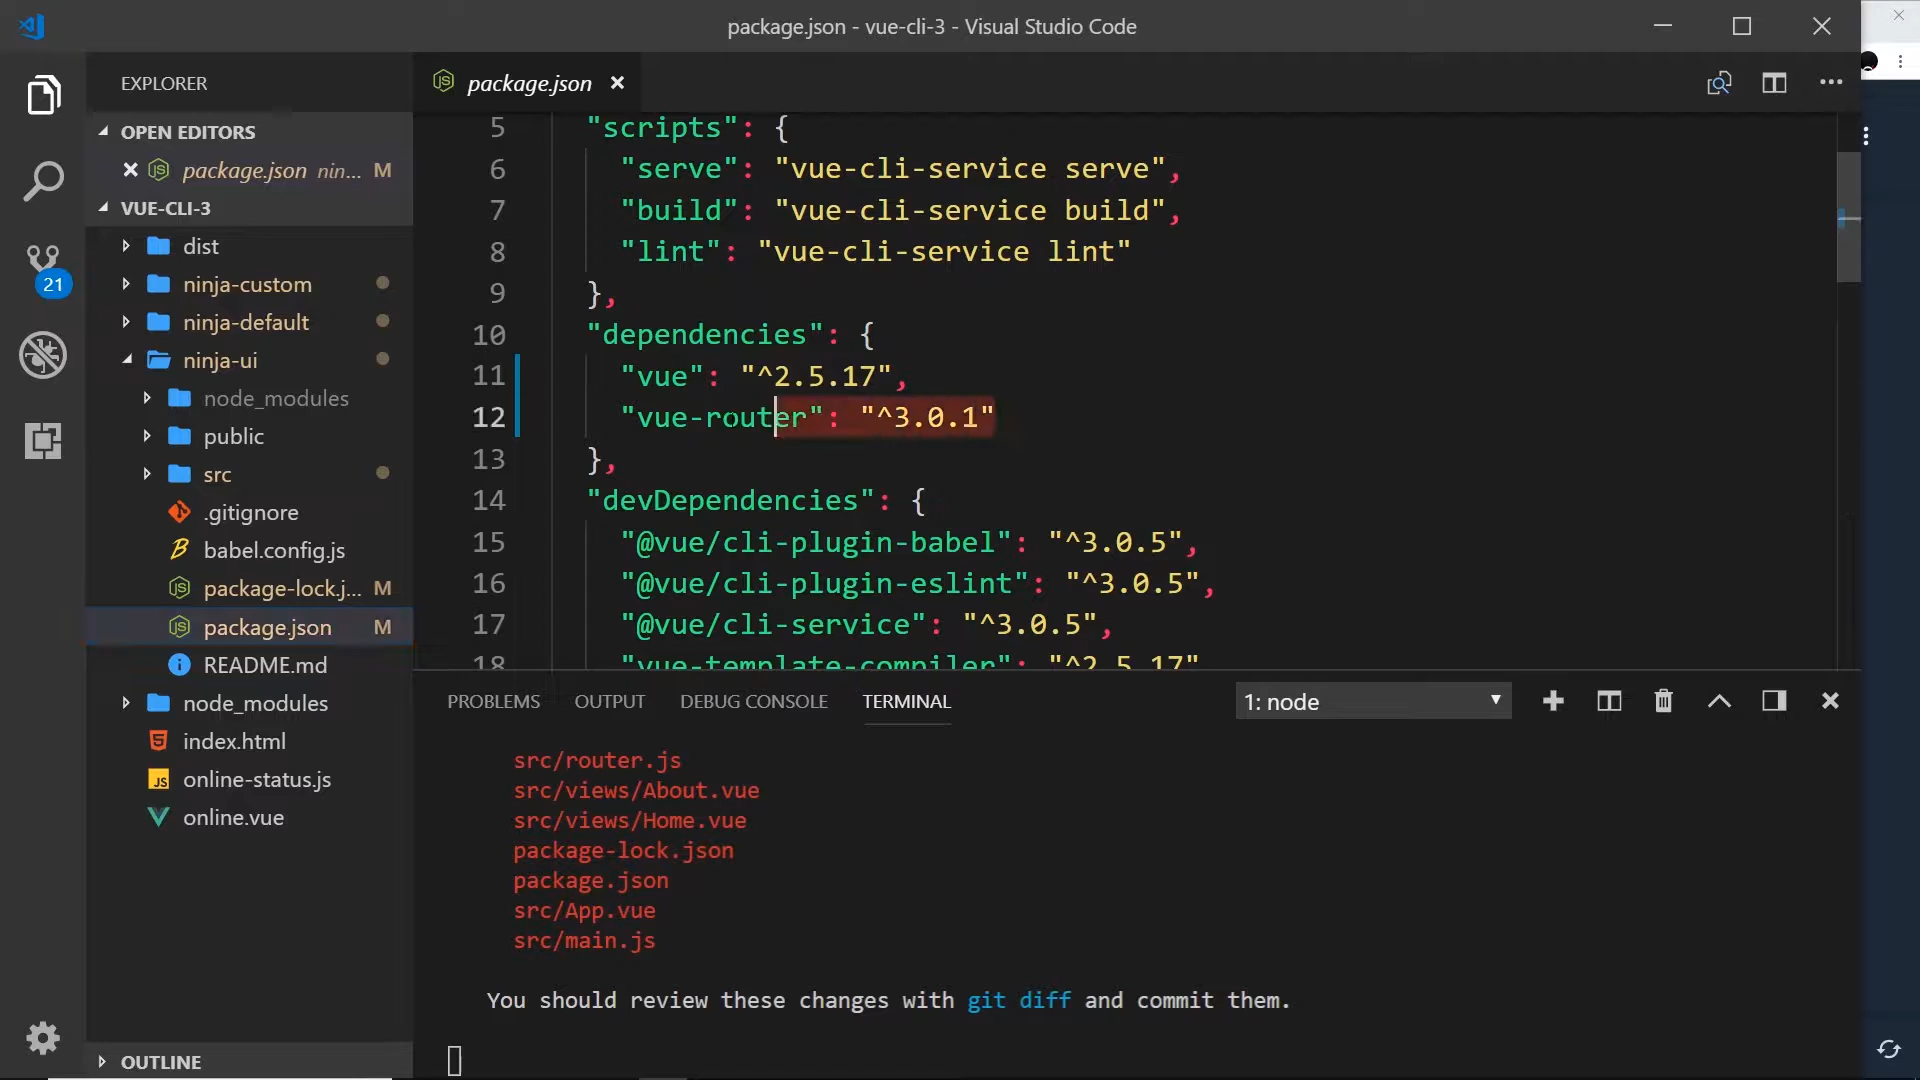 package.json - vue-cli-3 - Visual Studio Code
EXPLORER
OPEN EDITORS
package.json nin... M
VUE-CLI-3
dist
ninja-custom
ninja-default
ninja-ui
node_modules
public
src
.gitignore
babel.config.js
package-lock.j... M
package.json M
README.md
node_modules
index.html
online-status.js
online.vue
OUTLINE
21
package.json
5 "scripts": {
6 "serve": "vue-cli-service serve",
7 "build": "vue-cli-service build",
8 "lint": "vue-cli-service lint"
9 },
10 "dependencies": {
11 "vue": "^2.5.17",
12 "vue-router": "^3.0.1"
13 },
14 "devDependencies": {
15 "@vue/cli-plugin-babel": "^3.0.5",
16 "@vue/cli-plugin-eslint": "^3.0.5",
17 "@vue/cli-service": "^3.0.5",
18 "vue-template-compiler": "^2.5.17"
PROBLEMS OUTPUT DEBUG CONSOLE TERMINAL 1: node
src/router.js
src/views/About.vue
src/views/Home.vue
package-lock.json
package.json
src/App.vue
src/main.js
You should review these changes with git diff and commit them.